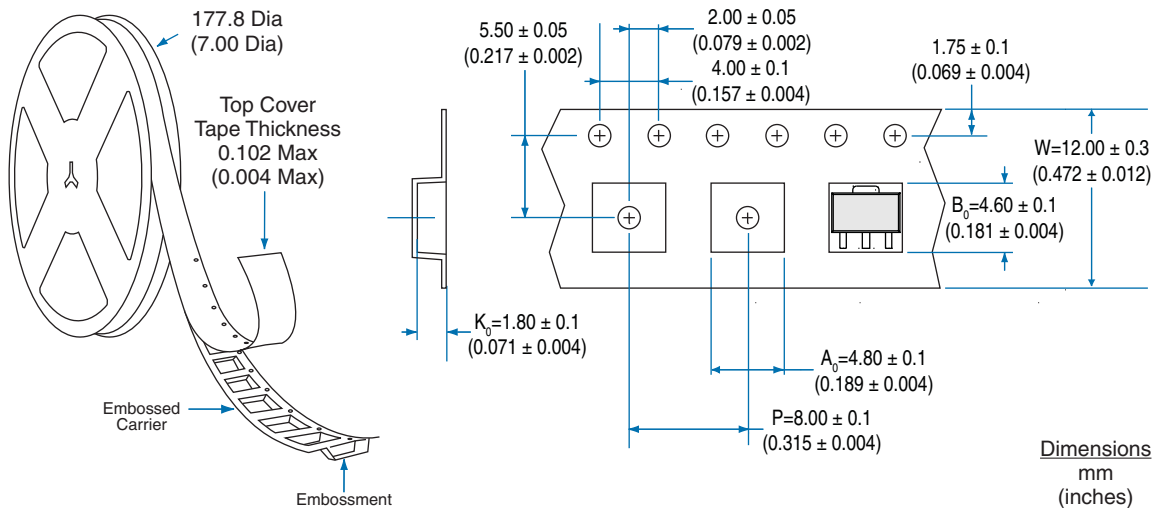 177.8 Dia
(7.00 Dia)
Top Cover
Tape Thickness
0.102 Max
(0.004 Max)
Embossed
Carrier
Embossment
5.50 ± 0.05
(0.217 ± 0.002)
2.00 ± 0.05
(0.079 ± 0.002)
4.00 ± 0.1
(0.157 ± 0.004)
1.75 ± 0.1
(0.069 ± 0.004)
W=12.00 ± 0.3
(0.472 ± 0.012)
B₀=4.60 ± 0.1
(0.181 ± 0.004)
K₀=1.80 ± 0.1
(0.071 ± 0.004)
A₀=4.80 ± 0.1
(0.189 ± 0.004)
P=8.00 ± 0.1
(0.315 ± 0.004)
Dimensions
mm
(inches)